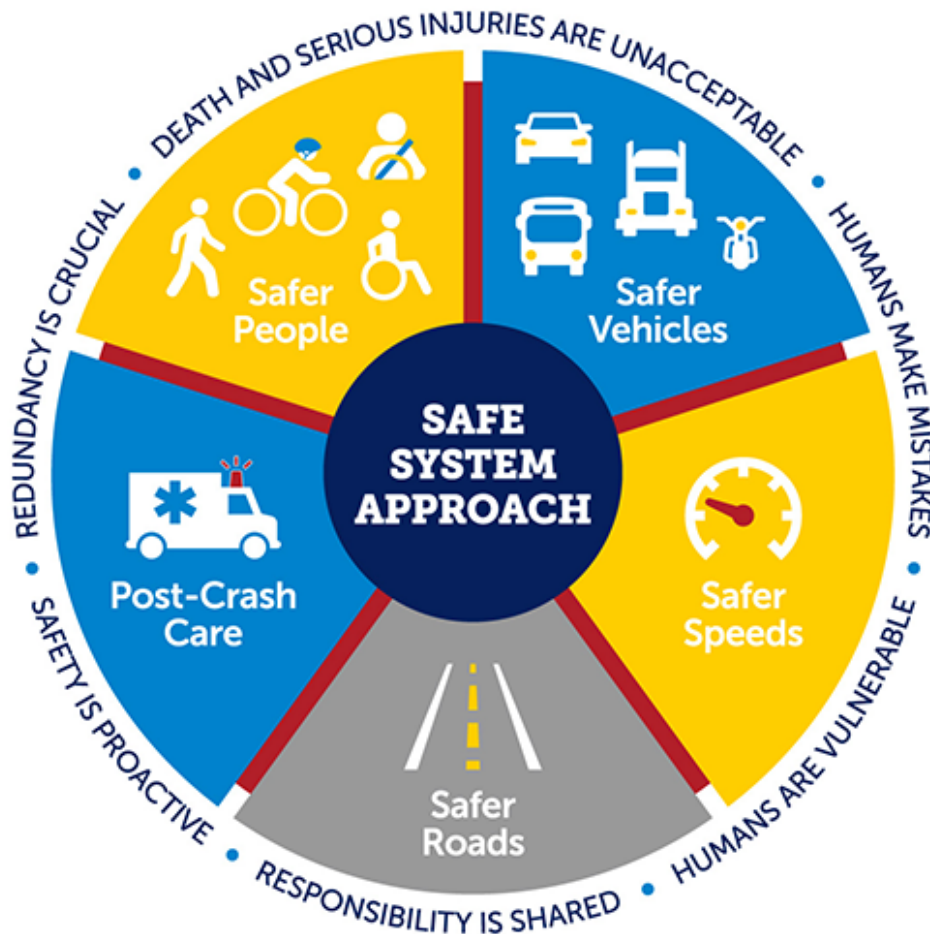 DEATH AND SERIOUS INJURIES ARE UNACCEPTABLE
HUMANS MAKE MISTAKES
HUMANS ARE VULNERABLE
RESPONSIBILITY IS SHARED
SAFETY IS PROACTIVE
REDUNDANCY IS CRUCIAL
Safer
People
Safer
Vehicles
SAFE
SYSTEM
APPROACH
Safer
Speeds
Post-Crash
Care
Safer
Roads